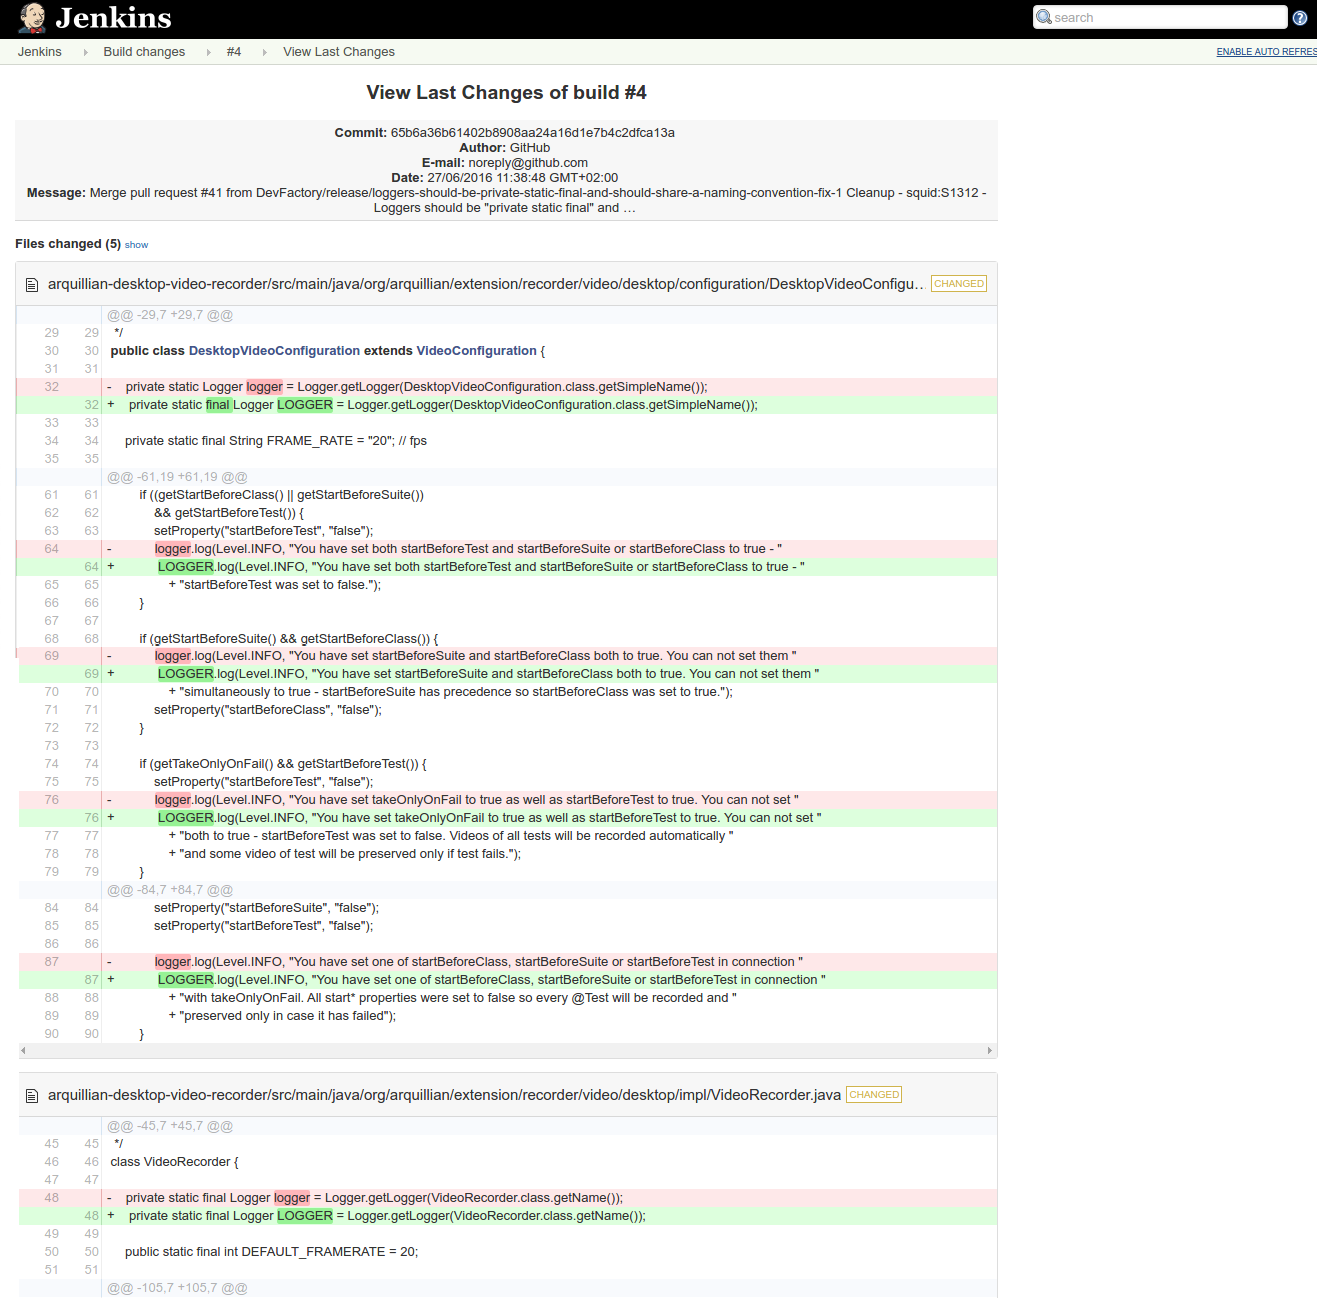 Jenkins
search
?
Jenkins Build changes #4 View Last Changes
ENABLE AUTO REFRES
View Last Changes of build #4
Commit: 65b6a36b61402b8908aa24a16d1e7b4c2dfca13a
Author: GitHub
E-mail: noreply@github.com
Date: 27/06/2016 11:38:48 GMT+02:00
Message: Merge pull request #41 from DevFactory/release/loggers-should-be-private-static-final-and-should-share-a-naming-convention-fix-1 Cleanup - squid:S1312 -
Loggers should be "private static final" and …
Files changed (5) show
arquillian-desktop-video-recorder/src/main/java/org/arquillian/extension/recorder/video/desktop/configuration/DesktopVideoConfigu… CHANGED
@@ -29,7 +29,7 @@
29 29 */
30 30 public class DesktopVideoConfiguration extends VideoConfiguration {
31 31
32 - private static Logger logger = Logger.getLogger(DesktopVideoConfiguration.class.getSimpleName());
32 + private static final Logger LOGGER = Logger.getLogger(DesktopVideoConfiguration.class.getSimpleName());
33 33
34 34 private static final String FRAME_RATE = "20"; // fps
35 35
@@ -61,19 +61,19 @@
61 61 if ((getStartBeforeClass() || getStartBeforeSuite())
62 62 && getStartBeforeTest()) {
63 63 setProperty("startBeforeTest", "false");
64 - logger.log(Level.INFO, "You have set both startBeforeTest and startBeforeSuite or startBeforeClass to true - "
64 + LOGGER.log(Level.INFO, "You have set both startBeforeTest and startBeforeSuite or startBeforeClass to true - "
65 65 + "startBeforeTest was set to false.");
66 66 }
67 67
68 68 if (getStartBeforeSuite() && getStartBeforeClass()) {
69 - logger.log(Level.INFO, "You have set startBeforeSuite and startBeforeClass both to true. You can not set them "
69 + LOGGER.log(Level.INFO, "You have set startBeforeSuite and startBeforeClass both to true. You can not set them "
70 70 + "simultaneously to true - startBeforeSuite has precedence so startBeforeClass was set to true.");
71 71 setProperty("startBeforeClass", "false");
72 72 }
73 73
74 74 if (getTakeOnlyOnFail() && getStartBeforeTest()) {
75 75 setProperty("startBeforeTest", "false");
76 - logger.log(Level.INFO, "You have set takeOnlyOnFail to true as well as startBeforeTest to true. You can not set "
76 + LOGGER.log(Level.INFO, "You have set takeOnlyOnFail to true as well as startBeforeTest to true. You can not set "
77 77 + "both to true - startBeforeTest was set to false. Videos of all tests will be recorded automatically "
78 78 + "and some video of test will be preserved only if test fails.");
79 79 }
@@ -84,7 +84,7 @@
84 84 setProperty("startBeforeSuite", "false");
85 85 setProperty("startBeforeTest", "false");
86 86
87 - logger.log(Level.INFO, "You have set one of startBeforeClass, startBeforeSuite or startBeforeTest in connection "
87 + LOGGER.log(Level.INFO, "You have set one of startBeforeClass, startBeforeSuite or startBeforeTest in connection "
88 88 + "with takeOnlyOnFail. All start* properties were set to false so every @Test will be recorded and "
89 89 + "preserved only in case it has failed");
90 90 }
arquillian-desktop-video-recorder/src/main/java/org/arquillian/extension/recorder/video/desktop/impl/VideoRecorder.java CHANGED
@@ -45,7 +45,7 @@
45 45 */
46 46 class VideoRecorder {
47 47
48 - private static final Logger logger = Logger.getLogger(VideoRecorder.class.getName());
48 + private static final Logger LOGGER = Logger.getLogger(VideoRecorder.class.getName());
49 49
50 50 public static final int DEFAULT_FRAMERATE = 20;
51 51
@@ -105,7 +105,7 @@